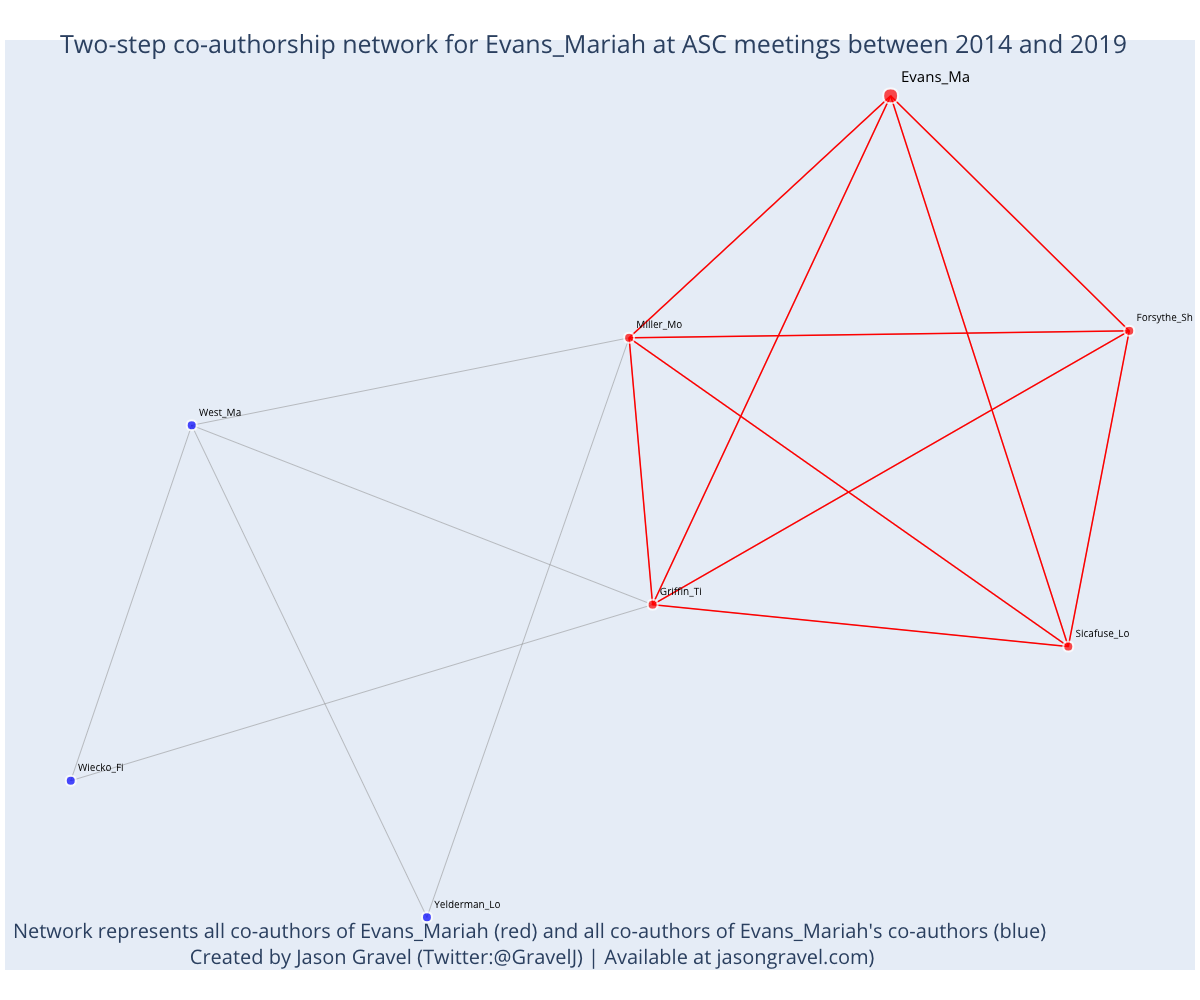 Two-step co-authorship network for Evans_Mariah at ASC meetings between 2014 and 2019
Evans_Ma
Forsythe_Sh
Miller_Mo
West_Ma
Griffin_Ti
Sicafuse_Lo
Wiecko_Fi
Yelderman_Lo
Network represents all co-authors of Evans_Mariah (red) and all co-authors of Evans_Mariah's co-authors (blue)
Created by Jason Gravel (Twitter:@GravelJ) | Available at jasongravel.com)